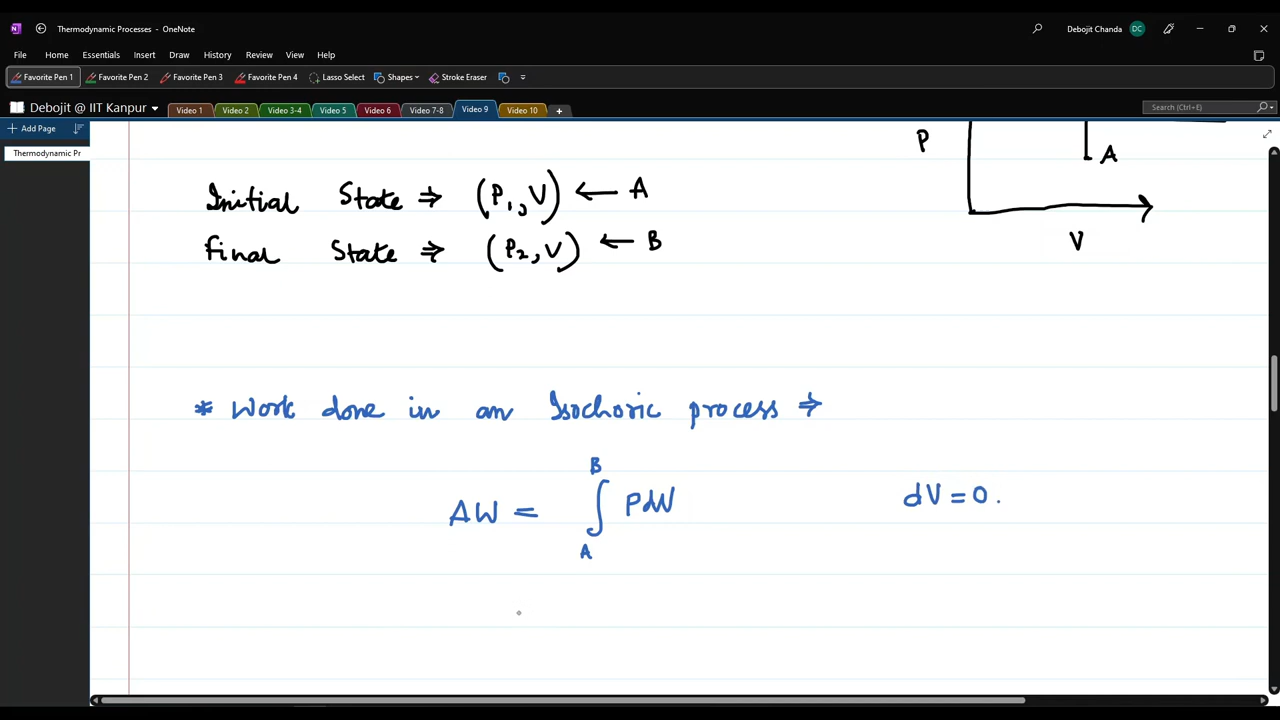 Thermodynamic Processes - OneNote
Debojit Chanda DC
File Home Essentials Insert Draw History Review View Help
Favorite Pen 1 Favorite Pen 2 Favorite Pen 3 Favorite Pen 4 Lasso Select Shapes Stroke Eraser
Debojit @ IIT Kanpur Video 1 Video 2 Video 3-4 Video 5 Video 6 Video 7-8 Video 9 Video 10 +
Search (Ctrl+E)
+ Add Page
Thermodynamic Pr
P
A
V
Initial State ⇒ (P₁, V) ← A
Final State ⇒ (P₂, V) ← B
* Work done in an Isochoric process ⇒
B
ΔW = ∫ PdV dV = 0.
A